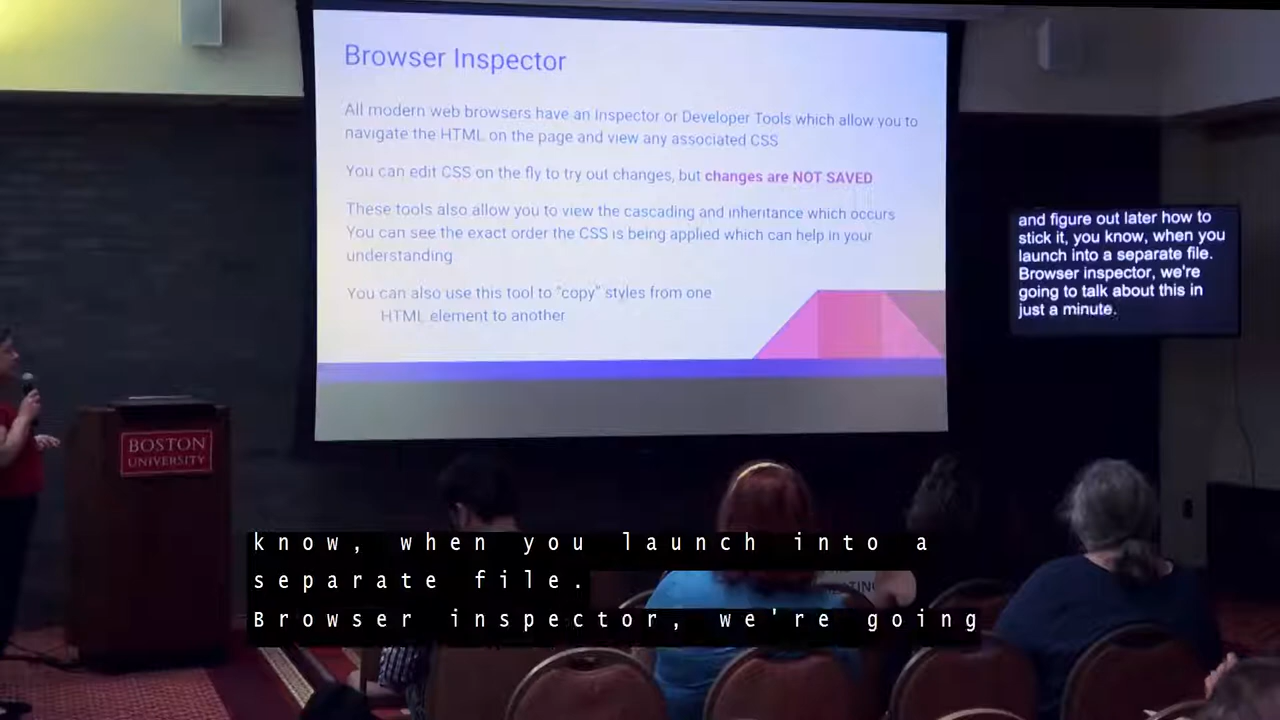 Browser Inspector
All modern web browsers have an Inspector or Developer Tools which allow you to
navigate the HTML on the page and view any associated CSS
You can edit CSS on the fly to try out changes, but changes are NOT SAVED
These tools also allow you to view the cascading and inheritance which occurs
You can see the exact order the CSS is being applied which can help in your
understanding
You can also use this tool to "copy" styles from one
HTML element to another
and figure out later how to
stick it, you know, when you
launch into a separate file.
Browser inspector, we're
going to talk about this in
just a minute.
BOSTON
UNIVERSITY
know, when you launch into a
separate file.
Browser inspector, we're going